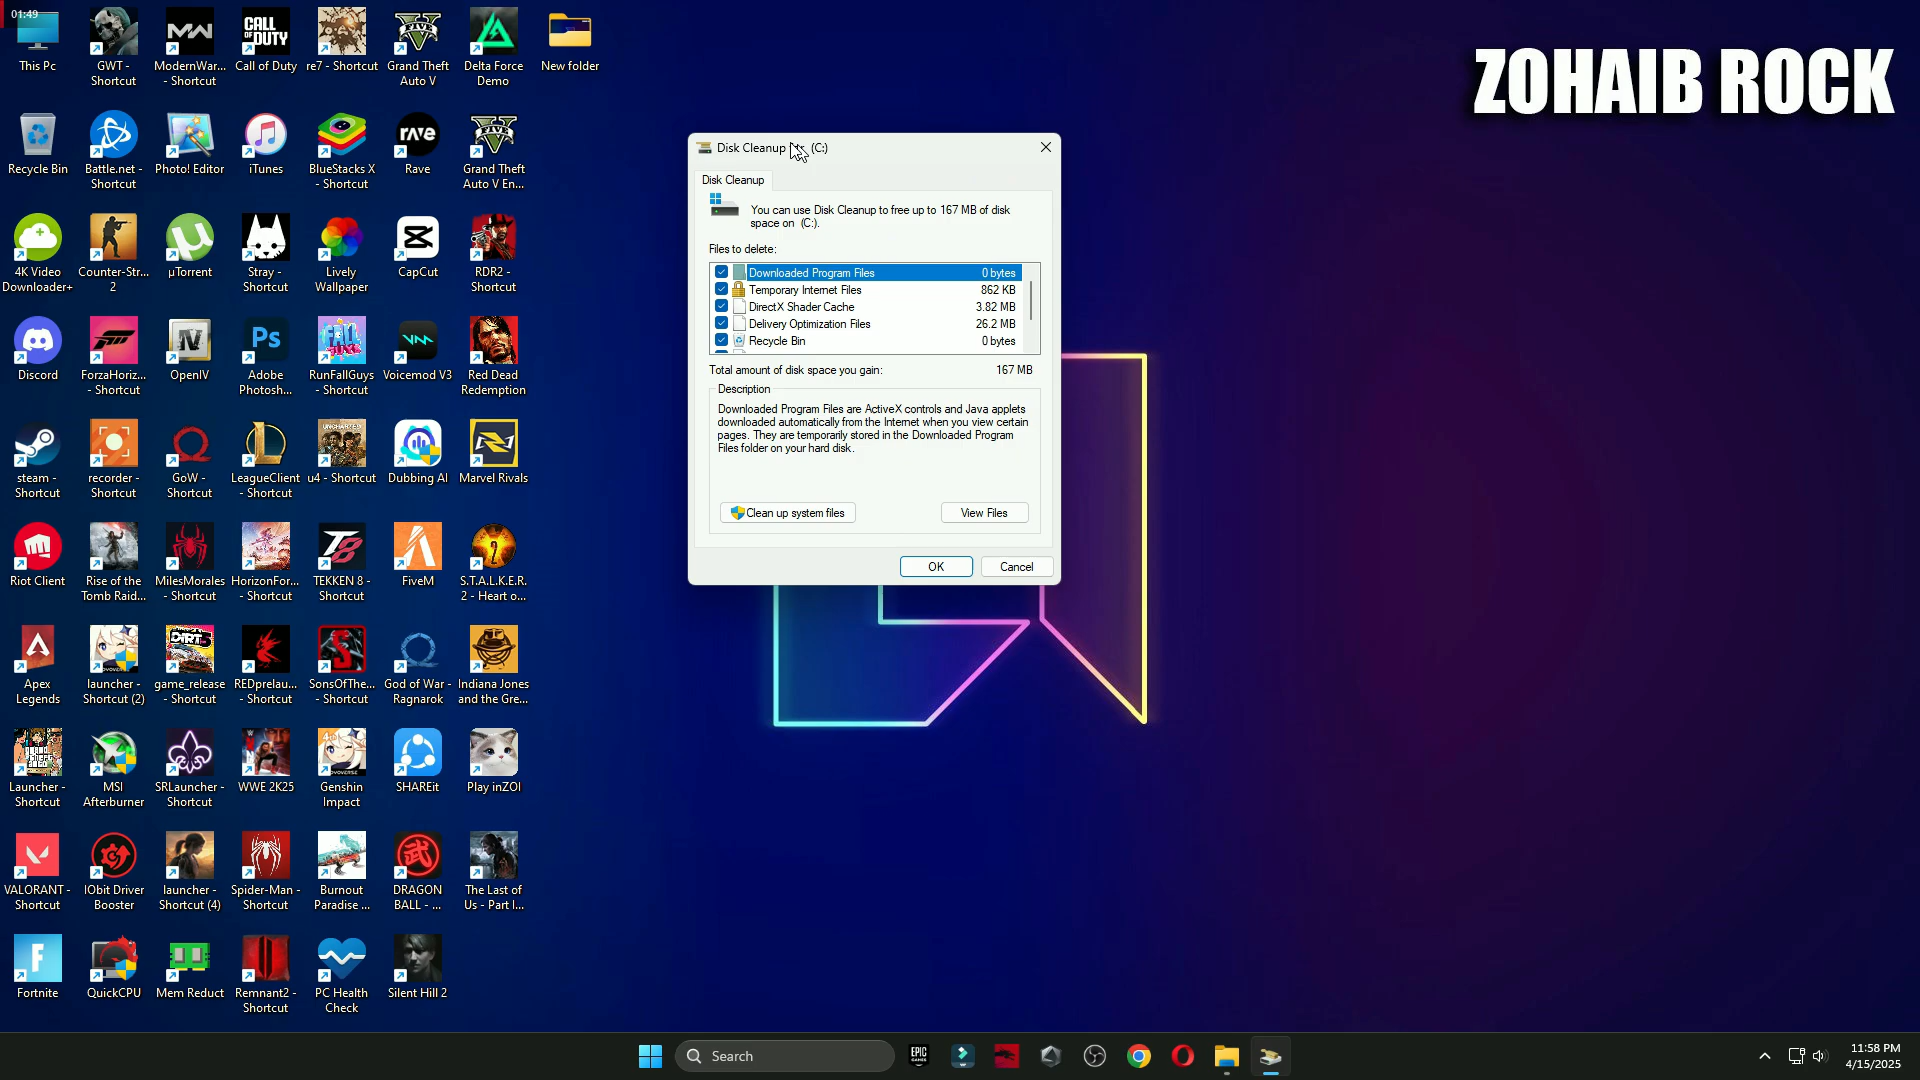 01:49
This Pc
GWT -
Shortcut
ModernWar...
- Shortcut
CALL
OF DUTY
Call of Duty
re7 - Shortcut
Grand Theft
Auto V
Delta Force
Demo
New folder
ZOHAIB ROCK
Recycle Bin
Battle.net -
Shortcut
Photo! Editor
iTunes
BlueStacks X
- Shortcut
rave
Rave
Grand Theft
Auto V En...
4K Video
Downloader+
Counter-Str...
2
µTorrent
Stray -
Shortcut
Lively
Wallpaper
CapCut
RDR2 -
Shortcut
Discord
ForzaHoriz...
- Shortcut
OpenIV
Ps
Adobe
Photosh...
RunFallGuys
- Shortcut
Voicemod V3
Red Dead
Redemption
steam -
Shortcut
recorder -
Shortcut
GoW -
Shortcut
LeagueClient
- Shortcut
u4 - Shortcut
Dubbing AI
Marvel Rivals
Riot Client
Rise of the
Tomb Raid...
MilesMorales
- Shortcut
HorizonFor...
- Shortcut
TEKKEN 8 -
Shortcut
FiveM
S.T.A.L.K.E.R.
2 - Heart o...
Apex
Legends
launcher -
Shortcut (2)
game_release
- Shortcut
REDprelau...
- Shortcut
SonsOfThe...
- Shortcut
God of War -
Ragnarok
Indiana Jones
and the Gre...
Launcher -
Shortcut
MSI
Afterburner
SRLauncher -
Shortcut
WWE 2K25
Genshin
Impact
SHAREit
Play inZOI
VALORANT -
Shortcut
IObit Driver
Booster
launcher -
Shortcut (4)
Spider-Man -
Shortcut
Burnout
Paradise ...
DRAGON
BALL - ...
The Last of
Us - Part I...
Fortnite
QuickCPU
Mem Reduct
Remnant2 -
Shortcut
PC Health
Check
Silent Hill 2
Disk Cleanup (C:)
Disk Cleanup
You can use Disk Cleanup to free up to 167 MB of disk
space on (C:).
Files to delete:
Downloaded Program Files 0 bytes
Temporary Internet Files 862 KB
DirectX Shader Cache 3.82 MB
Delivery Optimization Files 26.2 MB
Recycle Bin 0 bytes
Total amount of disk space you gain: 167 MB
Description
Downloaded Program Files are ActiveX controls and Java applets
downloaded automatically from the Internet when you view certain
pages. They are temporarily stored in the Downloaded Program
Files folder on your hard disk.
Clean up system files
View Files
OK
Cancel
Search
EPIC
GAMES
11:58 PM
4/15/2025